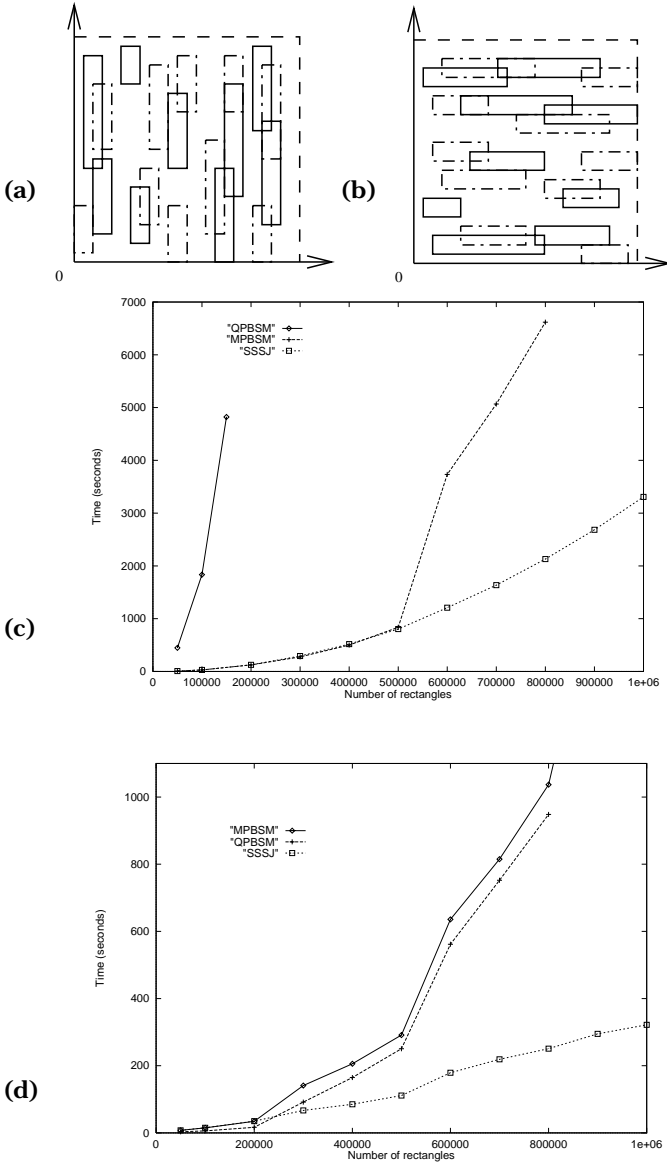 (a)
0
(b)
0
(c)
Time (seconds)
7000
6000
5000
4000
3000
2000
1000
0
"QPBSM"
"MPBSM"
"SSSJ"
0 100000 200000 300000 400000 500000 600000 700000 800000 900000 1e+06
Number of rectangles
(d)
Time (seconds)
1000
800
600
400
200
0
"MPBSM"
"QPBSM"
"SSSJ"
0 200000 400000 600000 800000 1e+06
Number of rectangles